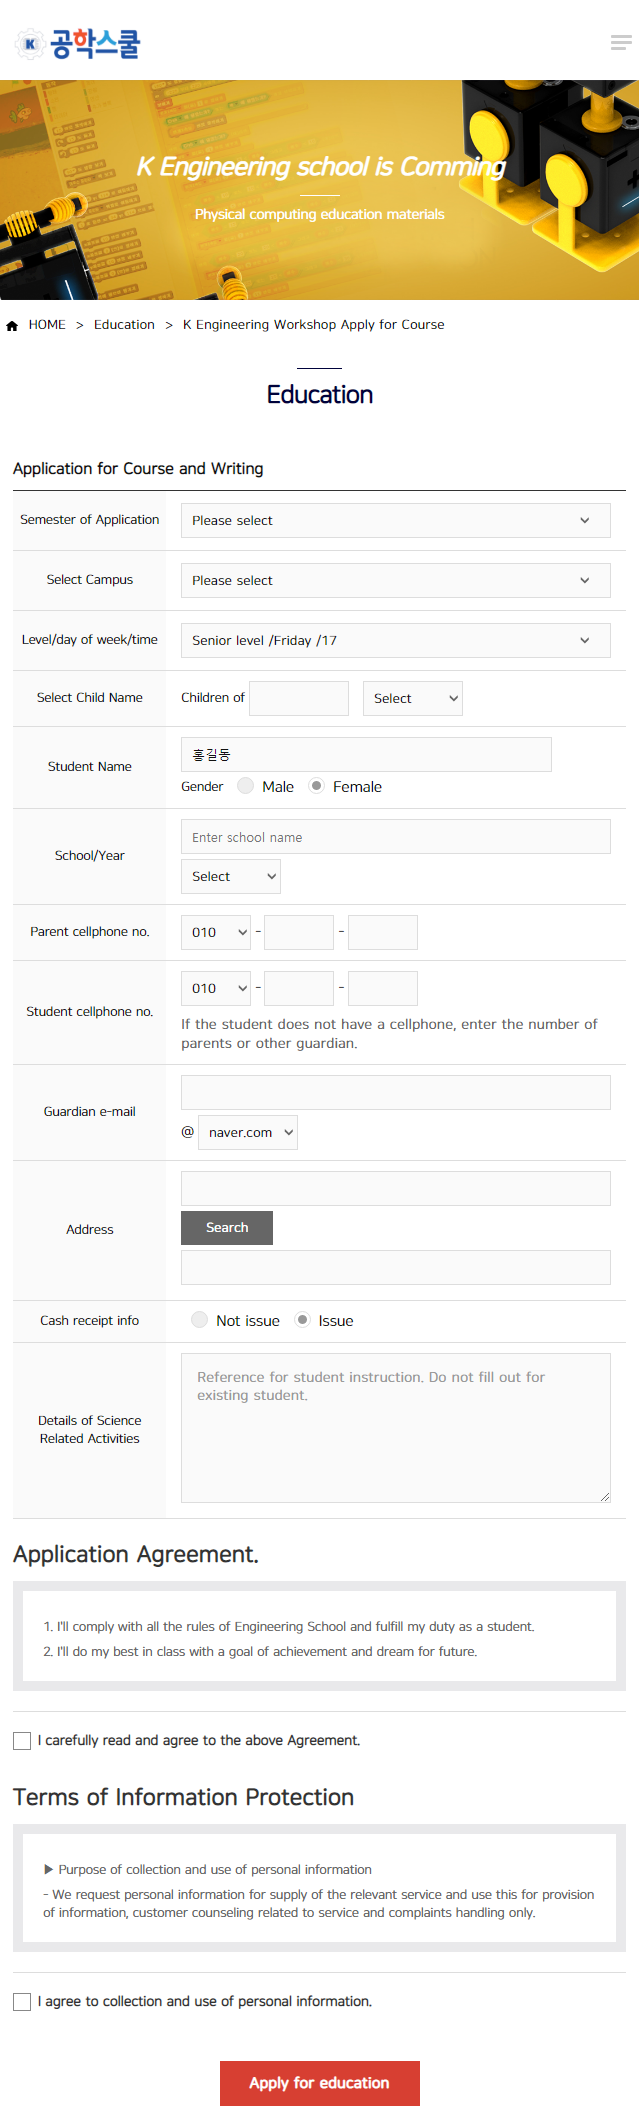 K 공학스쿨
K Engineering school is Comming
Physical computing education materials
HOME > Education > K Engineering Workshop Apply for Course
Education
Application for Course and Writing
Semester of Application Please select
Select Campus Please select
Level/day of week/time Senior level /Friday /17
Select Child Name Children of Select
Student Name 홍길동
Gender Male Female
School/Year Enter school name
Select
Parent cellphone no. 010 - -
Student cellphone no. 010 - -
If the student does not have a cellphone, enter the number of
parents or other guardian.
Guardian e-mail
@ naver.com
Address
Search
Cash receipt info Not issue Issue
Details of Science
Related Activities
Reference for student instruction. Do not fill out for
existing student.
Application Agreement.
1. I'll comply with all the rules of Engineering School and fulfill my duty as a student.
2. I'll do my best in class with a goal of achievement and dream for future.
I carefully read and agree to the above Agreement.
Terms of Information Protection
▶ Purpose of collection and use of personal information
- We request personal information for supply of the relevant service and use this for provision
of information, customer counseling related to service and complaints handling only.
I agree to collection and use of personal information.
Apply for education